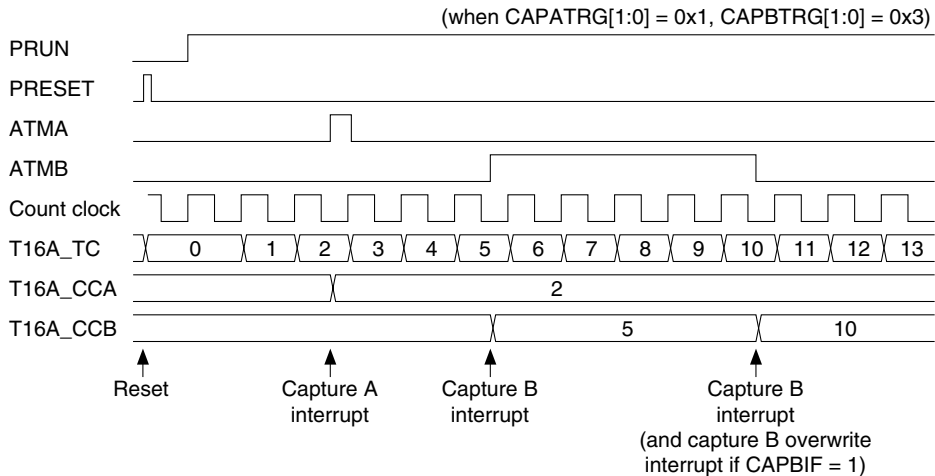 (when CAPATRG[1:0] = 0x1, CAPBTRG[1:0] = 0x3)
PRUN
PRESET
ATMA
ATMB
Count clock
T16A_TC 0 1 2 3 4 5 6 7 8 9 10 11 12 13
T16A_CCA 2
T16A_CCB 5 10
Reset
Capture A
interrupt
Capture B
interrupt
Capture B
interrupt
(and capture B overwrite
interrupt if CAPBIF = 1)